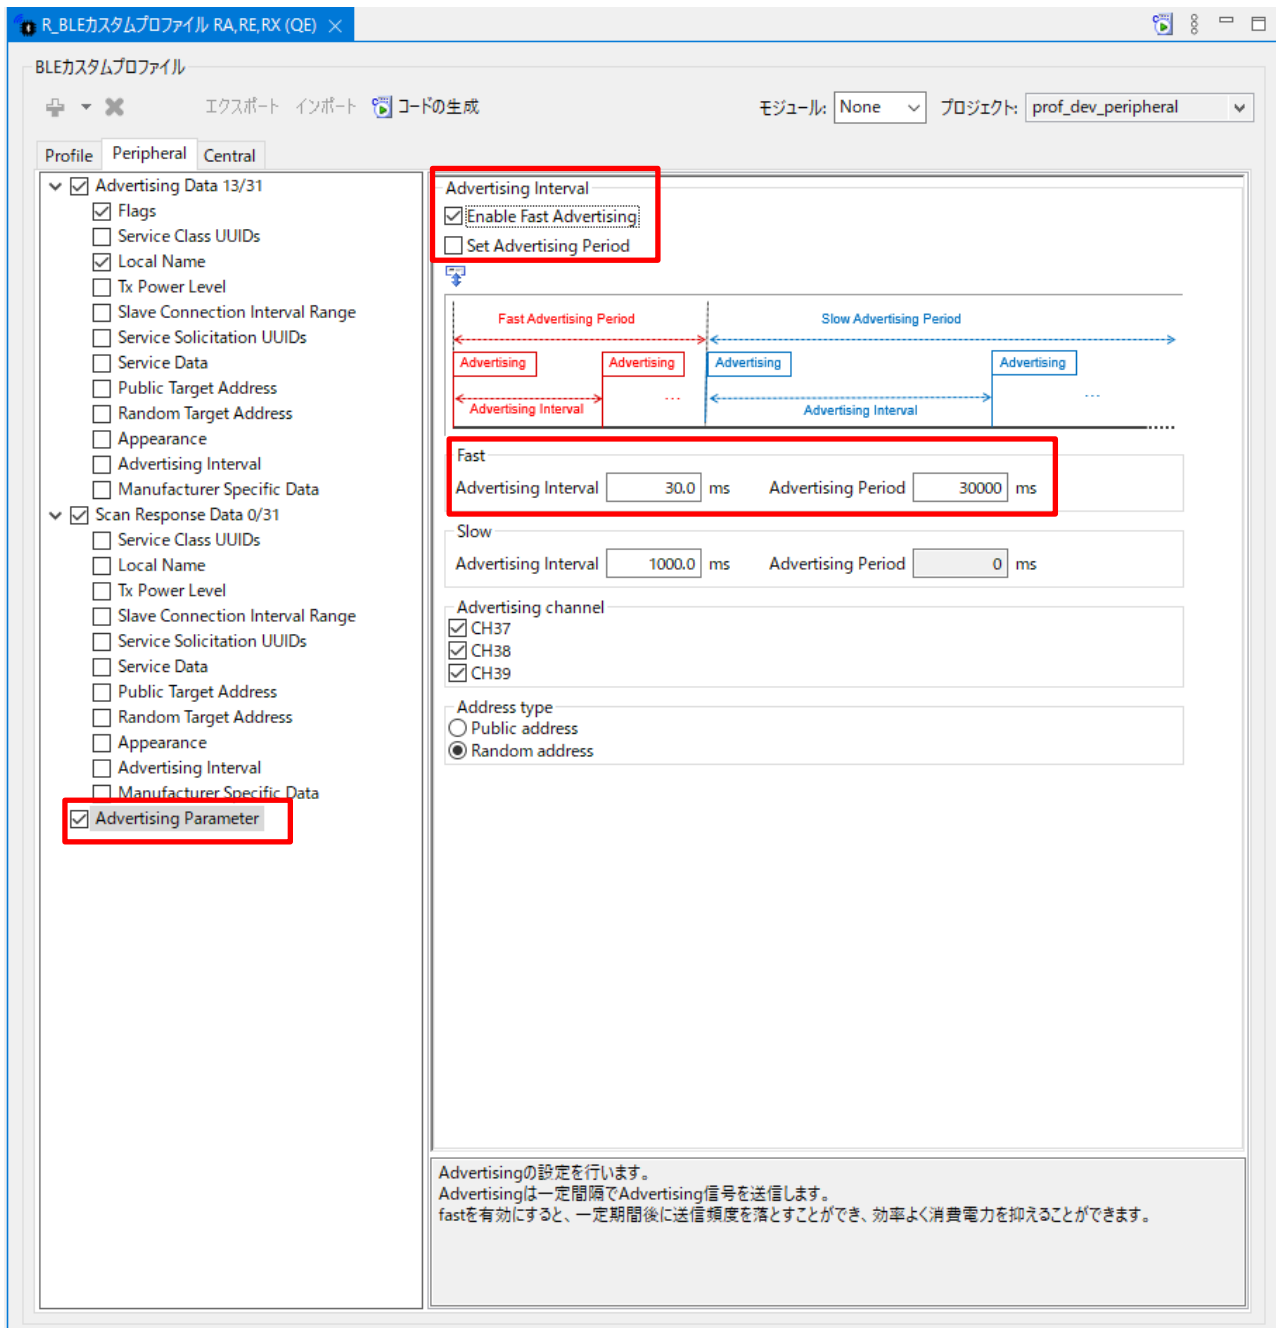 R_BLEカスタムプロファイル RA,RE,RX (QE)
BLEカスタムプロファイル
エクスポート インポート コードの生成 モジュール: None プロジェクト: prof_dev_peripheral
Profile Peripheral Central
Advertising Data 13/31
Flags
Service Class UUIDs
Local Name
Tx Power Level
Slave Connection Interval Range
Service Solicitation UUIDs
Service Data
Public Target Address
Random Target Address
Appearance
Advertising Interval
Manufacturer Specific Data
Scan Response Data 0/31
Service Class UUIDs
Local Name
Tx Power Level
Slave Connection Interval Range
Service Solicitation UUIDs
Service Data
Public Target Address
Random Target Address
Appearance
Advertising Interval
Manufacturer Specific Data
Advertising Parameter
Advertising Interval
Enable Fast Advertising
Set Advertising Period
Fast Advertising Period Slow Advertising Period
Advertising Advertising Advertising Advertising
Advertising Interval ... Advertising Interval ...
Fast
Advertising Interval 30.0 ms Advertising Period 30000 ms
Slow
Advertising Interval 1000.0 ms Advertising Period 0 ms
Advertising channel
CH37
CH38
CH39
Address type
Public address
Random address
Advertisingの設定を行います。
Advertisingは一定間隔でAdvertising信号を送信します。
fastを有効にすると、一定期間後に送信頻度を落とすことができ、効率よく消費電力を抑えることができます。